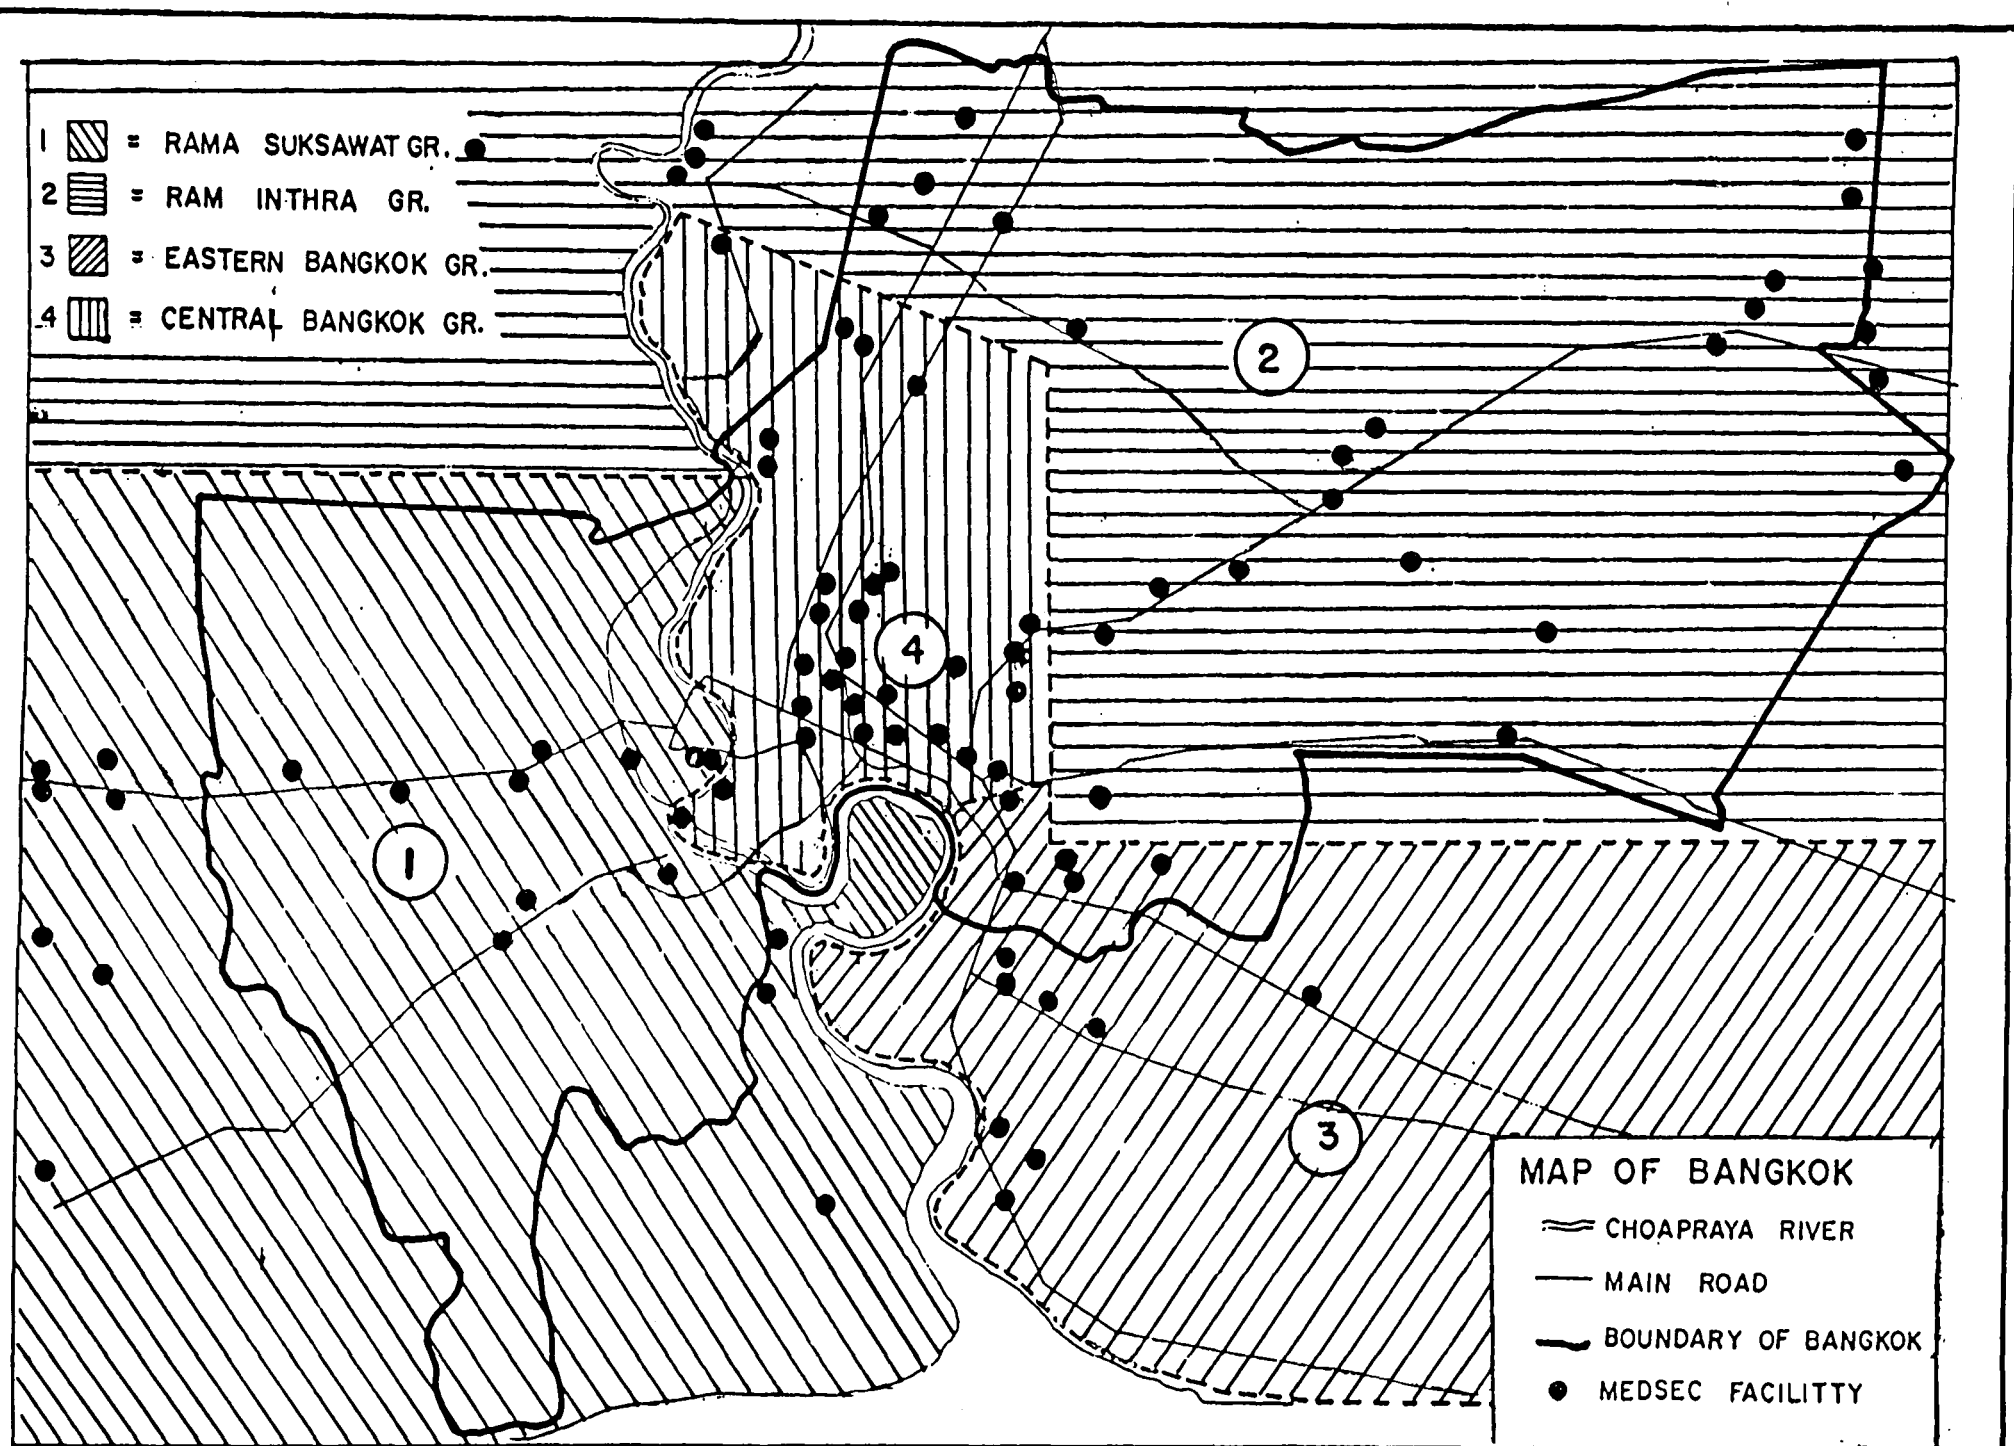 1 = RAMA SUKSAWAT GR.
2 = RAM INTHRA GR.
3 = EASTERN BANGKOK GR.
4 = CENTRAL BANGKOK GR.
2
4
1
3
MAP OF BANGKOK
CHOAPRAYA RIVER
MAIN ROAD
BOUNDARY OF BANGKOK
MEDSEC FACILITTY